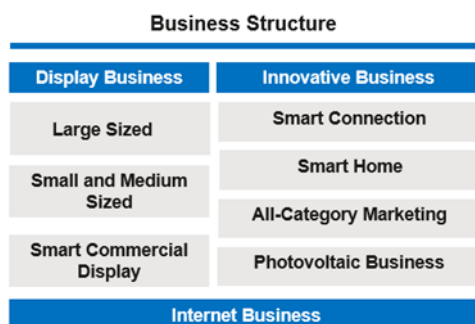 Business Structure
Display Business
Large Sized
Small and Medium
Sized
Smart Commercial
Display
Innovative Business
Smart Connection
Smart Home
All-Category Marketing
Photovoltaic Business
Internet Business